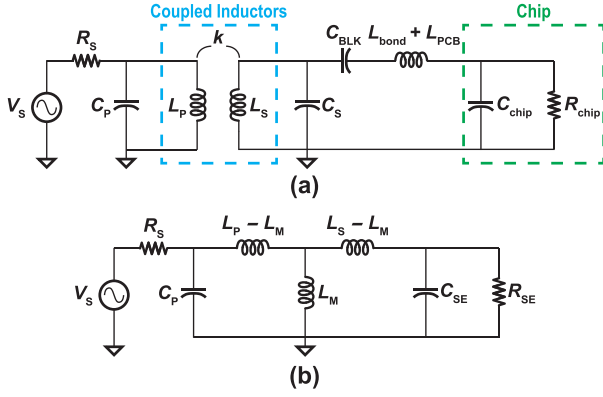 Coupled Inductors
Chip
R_S
k
C_BLK L_bond + L_PCB
V_S
C_P
L_P
L_S
C_S
C_chip
R_chip
(a)
R_S
L_P − L_M
L_S − L_M
V_S
C_P
L_M
C_SE
R_SE
(b)